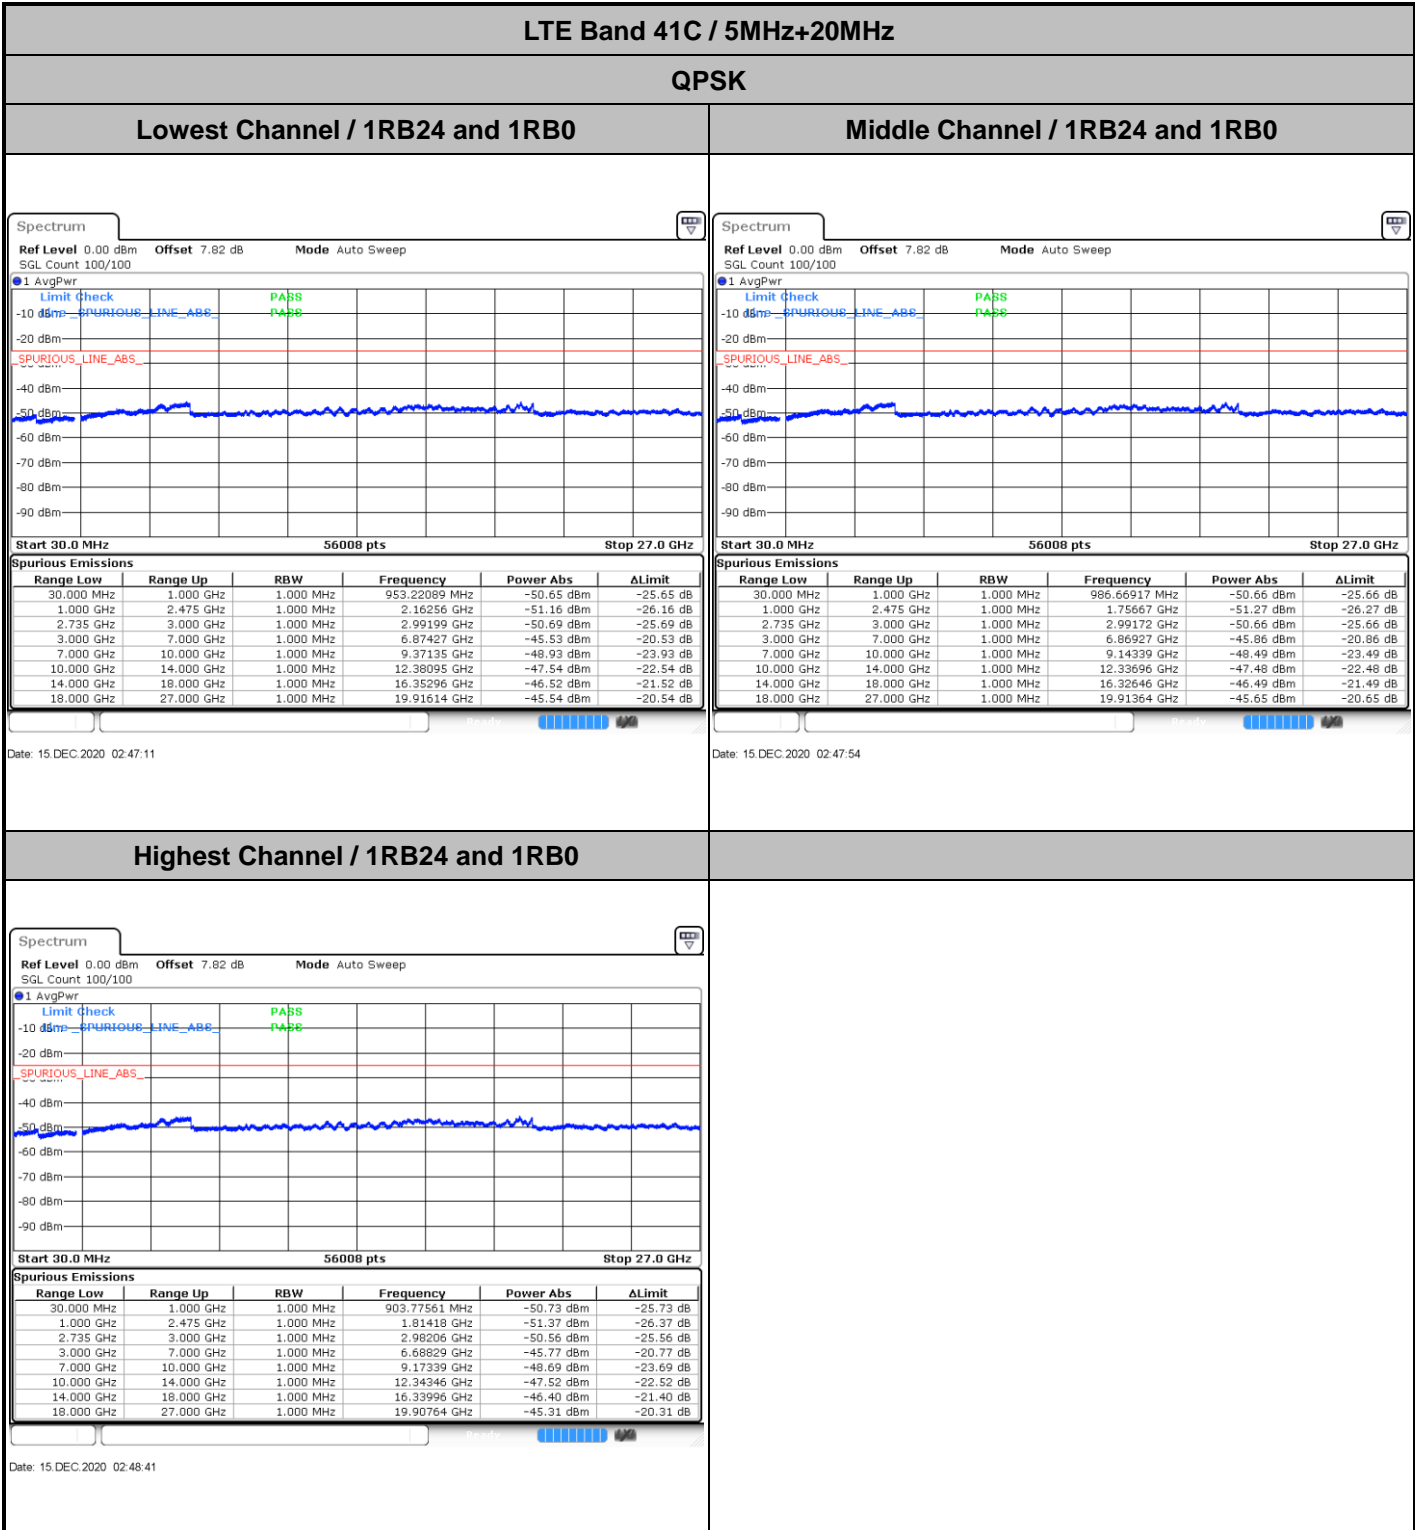 LTE Band 41C / 5MHz+20MHz
QPSK
Lowest Channel / 1RB24 and 1RB0
Middle Channel / 1RB24 and 1RB0
Spectrum
Ref Level 0.00 dBm Offset 7.82 dB Mode Auto Sweep
SGL Count 100/100
1 AvgPwr
Limit Check PASS
Line _SPURIOUS_LINE_ABS_ PASS
-10 dBm
-20 dBm
_SPURIOUS_LINE_ABS_
-40 dBm
-50 dBm
-60 dBm
-70 dBm
-80 dBm
-90 dBm
Start 30.0 MHz 56008 pts Stop 27.0 GHz
Spurious Emissions
Range Low Range Up RBW Frequency Power Abs ΔLimit
30.000 MHz 1.000 GHz 1.000 MHz 953.22089 MHz -50.65 dBm -25.65 dB
1.000 GHz 2.475 GHz 1.000 MHz 2.16256 GHz -51.16 dBm -26.16 dB
2.735 GHz 3.000 GHz 1.000 MHz 2.99199 GHz -50.69 dBm -25.69 dB
3.000 GHz 7.000 GHz 1.000 MHz 6.87427 GHz -45.53 dBm -20.53 dB
7.000 GHz 10.000 GHz 1.000 MHz 9.37135 GHz -48.93 dBm -23.93 dB
10.000 GHz 14.000 GHz 1.000 MHz 12.38095 GHz -47.54 dBm -22.54 dB
14.000 GHz 18.000 GHz 1.000 MHz 16.35296 GHz -46.52 dBm -21.52 dB
18.000 GHz 27.000 GHz 1.000 MHz 19.91614 GHz -45.54 dBm -20.54 dB
Ready
Date: 15.DEC.2020 02:47:11
Spectrum
Ref Level 0.00 dBm Offset 7.82 dB Mode Auto Sweep
SGL Count 100/100
1 AvgPwr
Limit Check PASS
Line _SPURIOUS_LINE_ABS_ PASS
-10 dBm
-20 dBm
_SPURIOUS_LINE_ABS_
-40 dBm
-50 dBm
-60 dBm
-70 dBm
-80 dBm
-90 dBm
Start 30.0 MHz 56008 pts Stop 27.0 GHz
Spurious Emissions
Range Low Range Up RBW Frequency Power Abs ΔLimit
30.000 MHz 1.000 GHz 1.000 MHz 986.66917 MHz -50.66 dBm -25.66 dB
1.000 GHz 2.475 GHz 1.000 MHz 1.75667 GHz -51.27 dBm -26.27 dB
2.735 GHz 3.000 GHz 1.000 MHz 2.99172 GHz -50.66 dBm -25.66 dB
3.000 GHz 7.000 GHz 1.000 MHz 6.86927 GHz -45.86 dBm -20.86 dB
7.000 GHz 10.000 GHz 1.000 MHz 9.14339 GHz -48.49 dBm -23.49 dB
10.000 GHz 14.000 GHz 1.000 MHz 12.33696 GHz -47.48 dBm -22.48 dB
14.000 GHz 18.000 GHz 1.000 MHz 16.32646 GHz -46.49 dBm -21.49 dB
18.000 GHz 27.000 GHz 1.000 MHz 19.91364 GHz -45.65 dBm -20.65 dB
Ready
Date: 15.DEC.2020 02:47:54
Highest Channel / 1RB24 and 1RB0
Spectrum
Ref Level 0.00 dBm Offset 7.82 dB Mode Auto Sweep
SGL Count 100/100
1 AvgPwr
Limit Check PASS
Line _SPURIOUS_LINE_ABS_ PASS
-10 dBm
-20 dBm
_SPURIOUS_LINE_ABS_
-40 dBm
-50 dBm
-60 dBm
-70 dBm
-80 dBm
-90 dBm
Start 30.0 MHz 56008 pts Stop 27.0 GHz
Spurious Emissions
Range Low Range Up RBW Frequency Power Abs ΔLimit
30.000 MHz 1.000 GHz 1.000 MHz 903.77561 MHz -50.73 dBm -25.73 dB
1.000 GHz 2.475 GHz 1.000 MHz 1.81418 GHz -51.37 dBm -26.37 dB
2.735 GHz 3.000 GHz 1.000 MHz 2.98206 GHz -50.56 dBm -25.56 dB
3.000 GHz 7.000 GHz 1.000 MHz 6.68829 GHz -45.77 dBm -20.77 dB
7.000 GHz 10.000 GHz 1.000 MHz 9.17339 GHz -48.69 dBm -23.69 dB
10.000 GHz 14.000 GHz 1.000 MHz 12.34346 GHz -47.52 dBm -22.52 dB
14.000 GHz 18.000 GHz 1.000 MHz 16.33996 GHz -46.40 dBm -21.40 dB
18.000 GHz 27.000 GHz 1.000 MHz 19.90764 GHz -45.31 dBm -20.31 dB
Ready
Date: 15.DEC.2020 02:48:41